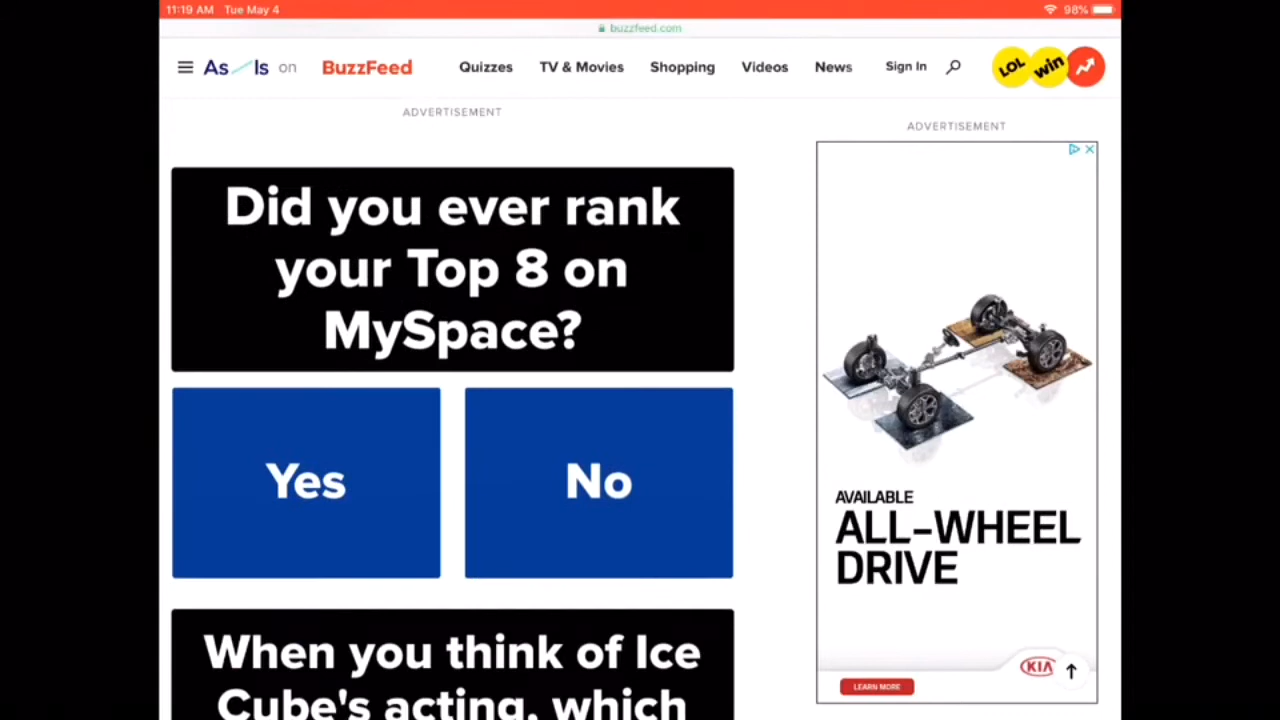 11:19 AM Tue May 4
98%
buzzfeed.com
As/Is on BuzzFeed
Quizzes TV & Movies Shopping Videos News Sign In
LOL win
ADVERTISEMENT
ADVERTISEMENT
Did you ever rank
your Top 8 on
MySpace?
Yes
No
When you think of Ice
Cube's acting, which
AVAILABLE
ALL-WHEEL
DRIVE
KIA
LEARN MORE